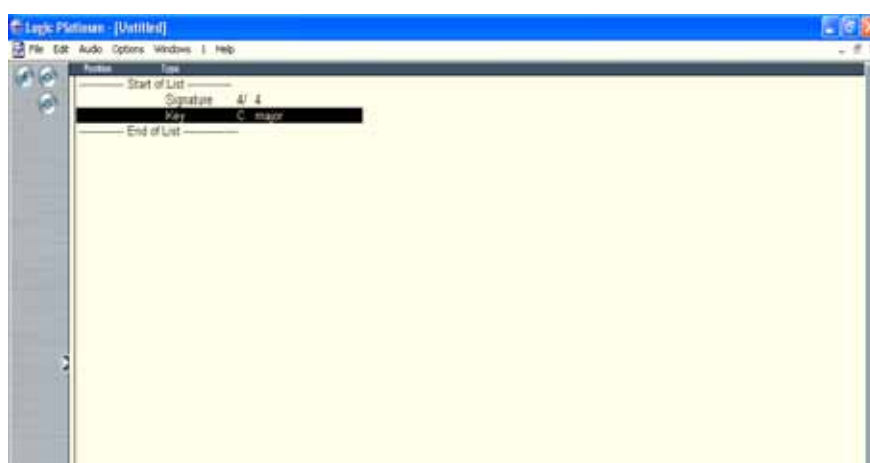 Logic Platinum - [Untitled]
File Edit Audio Options Windows 1 Help
Position Type
Start of List
Signature 4/ 4
Key C major
End of List